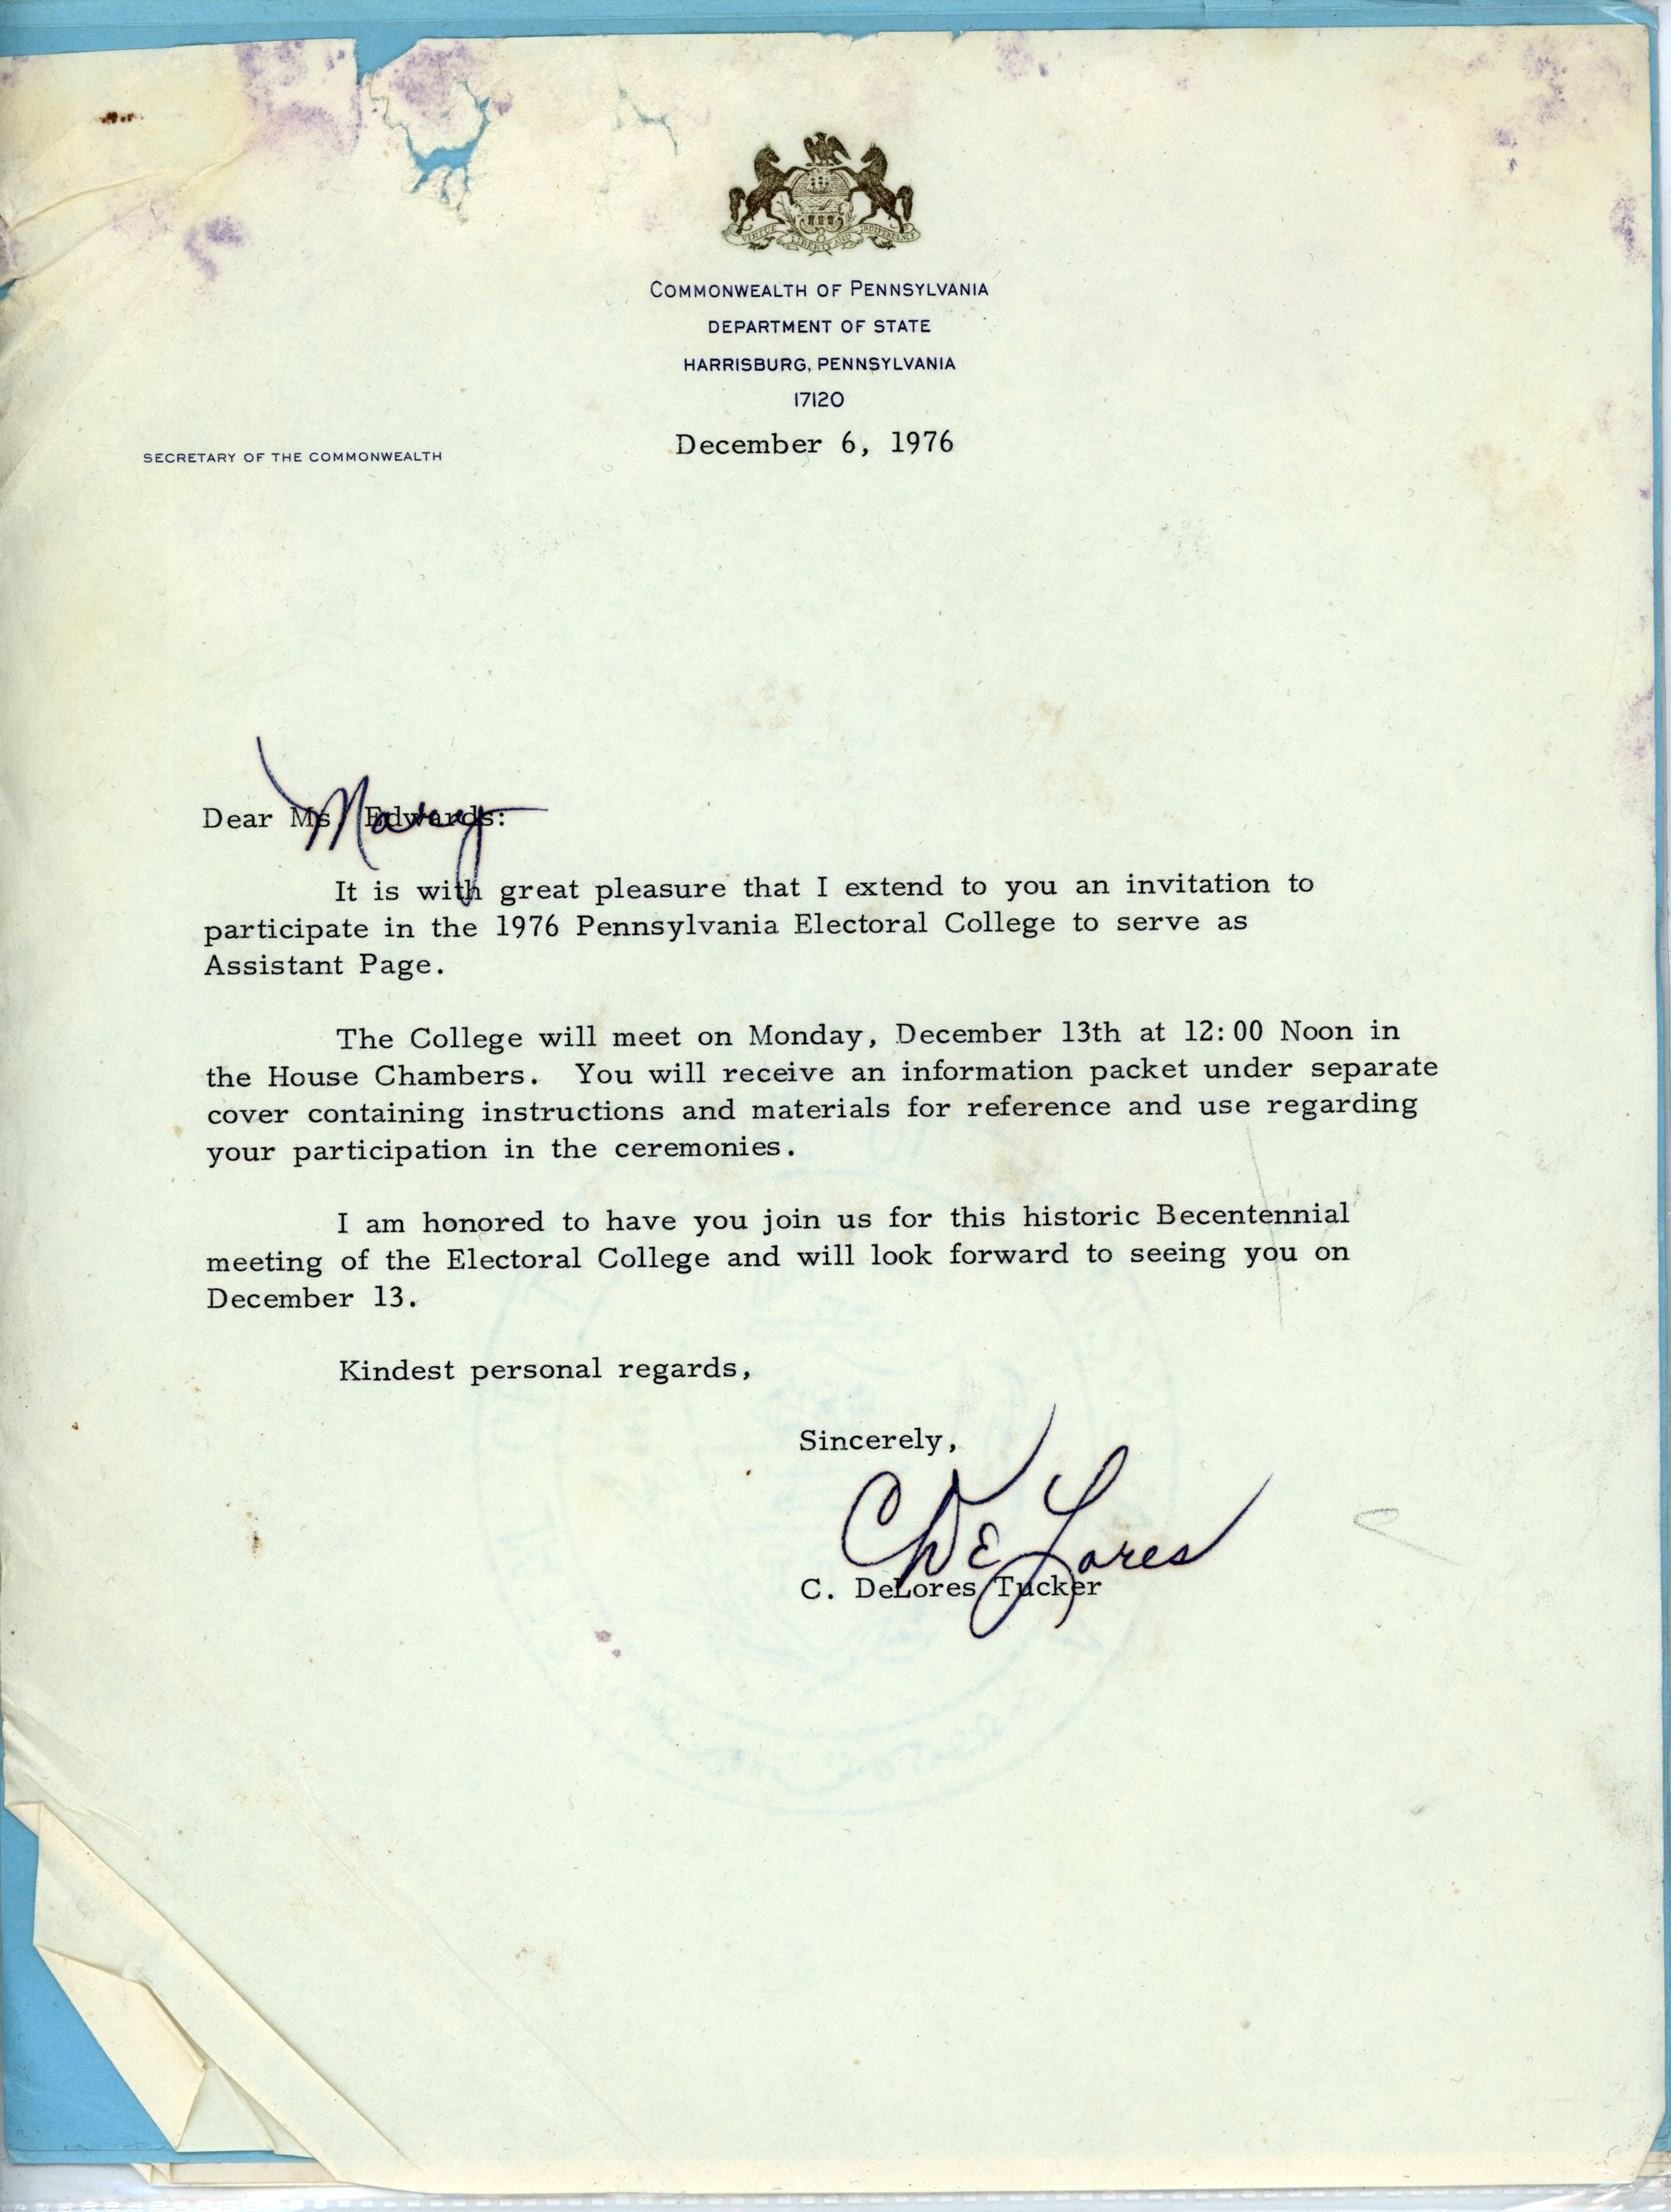 VIRTUE LIBERTY AND INDEPENDENCE
COMMONWEALTH OF PENNSYLVANIA
DEPARTMENT OF STATE
HARRISBURG, PENNSYLVANIA
17120
SECRETARY OF THE COMMONWEALTH
December 6, 1976
Dear Ms. Edwards:
Mary
It is with great pleasure that I extend to you an invitation to
participate in the 1976 Pennsylvania Electoral College to serve as
Assistant Page.
The College will meet on Monday, December 13th at 12:00 Noon in
the House Chambers. You will receive an information packet under separate
cover containing instructions and materials for reference and use regarding
your participation in the ceremonies.
I am honored to have you join us for this historic Becentennial
meeting of the Electoral College and will look forward to seeing you on
December 13.
Kindest personal regards,
Sincerely,
C DeLores
C. DeLores Tucker